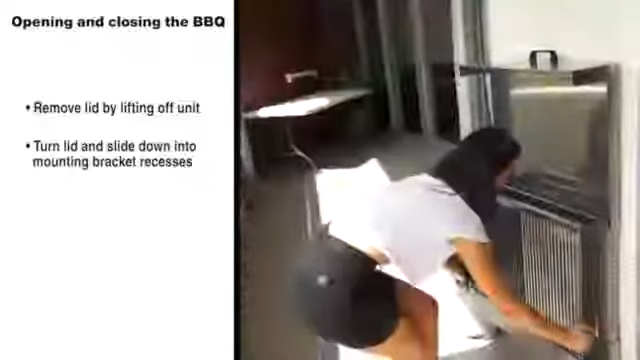 Opening and closing the BBQ
• Remove lid by lifting off unit
• Turn lid and slide down into
mounting bracket recesses